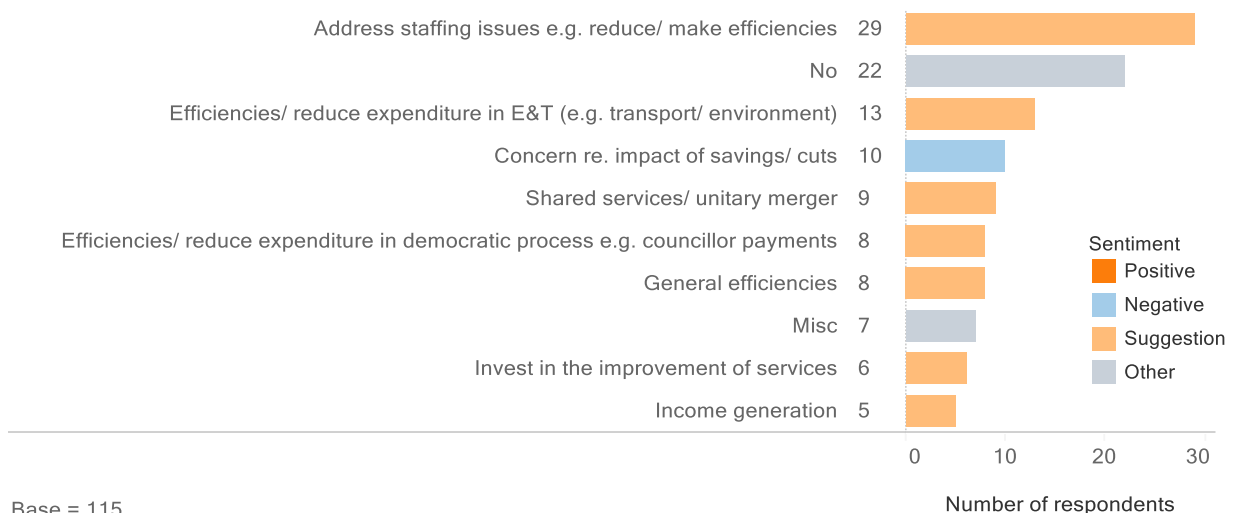 Address staffing issues e.g. reduce/ make efficiencies 29
No 22
Efficiencies/ reduce expenditure in E&T (e.g. transport/ environment) 13
Concern re. impact of savings/ cuts 10
Shared services/ unitary merger 9
Efficiencies/ reduce expenditure in democratic process e.g. councillor payments 8
General efficiencies 8
Misc 7
Invest in the improvement of services 6
Income generation 5
Sentiment
Positive
Negative
Suggestion
Other
0 10 20 30
Number of respondents
Base = 115